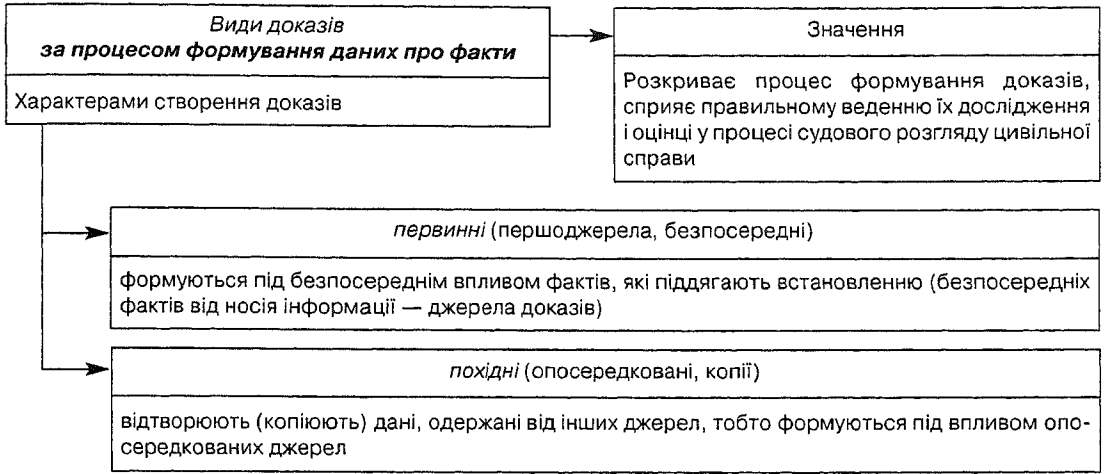 Види доказів
за процесом формування даних про факти
Характерами створення доказів
Значення
Розкриває процес формування доказів,
сприяє правильному веденню їх дослідження
і оцінці у процесі судового розгляду цивільної
справи
первинні (першоджерела, безпосередні)
формуються під безпосереднім впливом фактів, які піддягають встановленню (безпосередніх
фактів від носія інформації — джерела доказів)
похідні (опосередковані, копії)
відтворюють (копіюють) дані, одержані від інших джерел, тобто формуються під впливом опо-
середкованих джерел